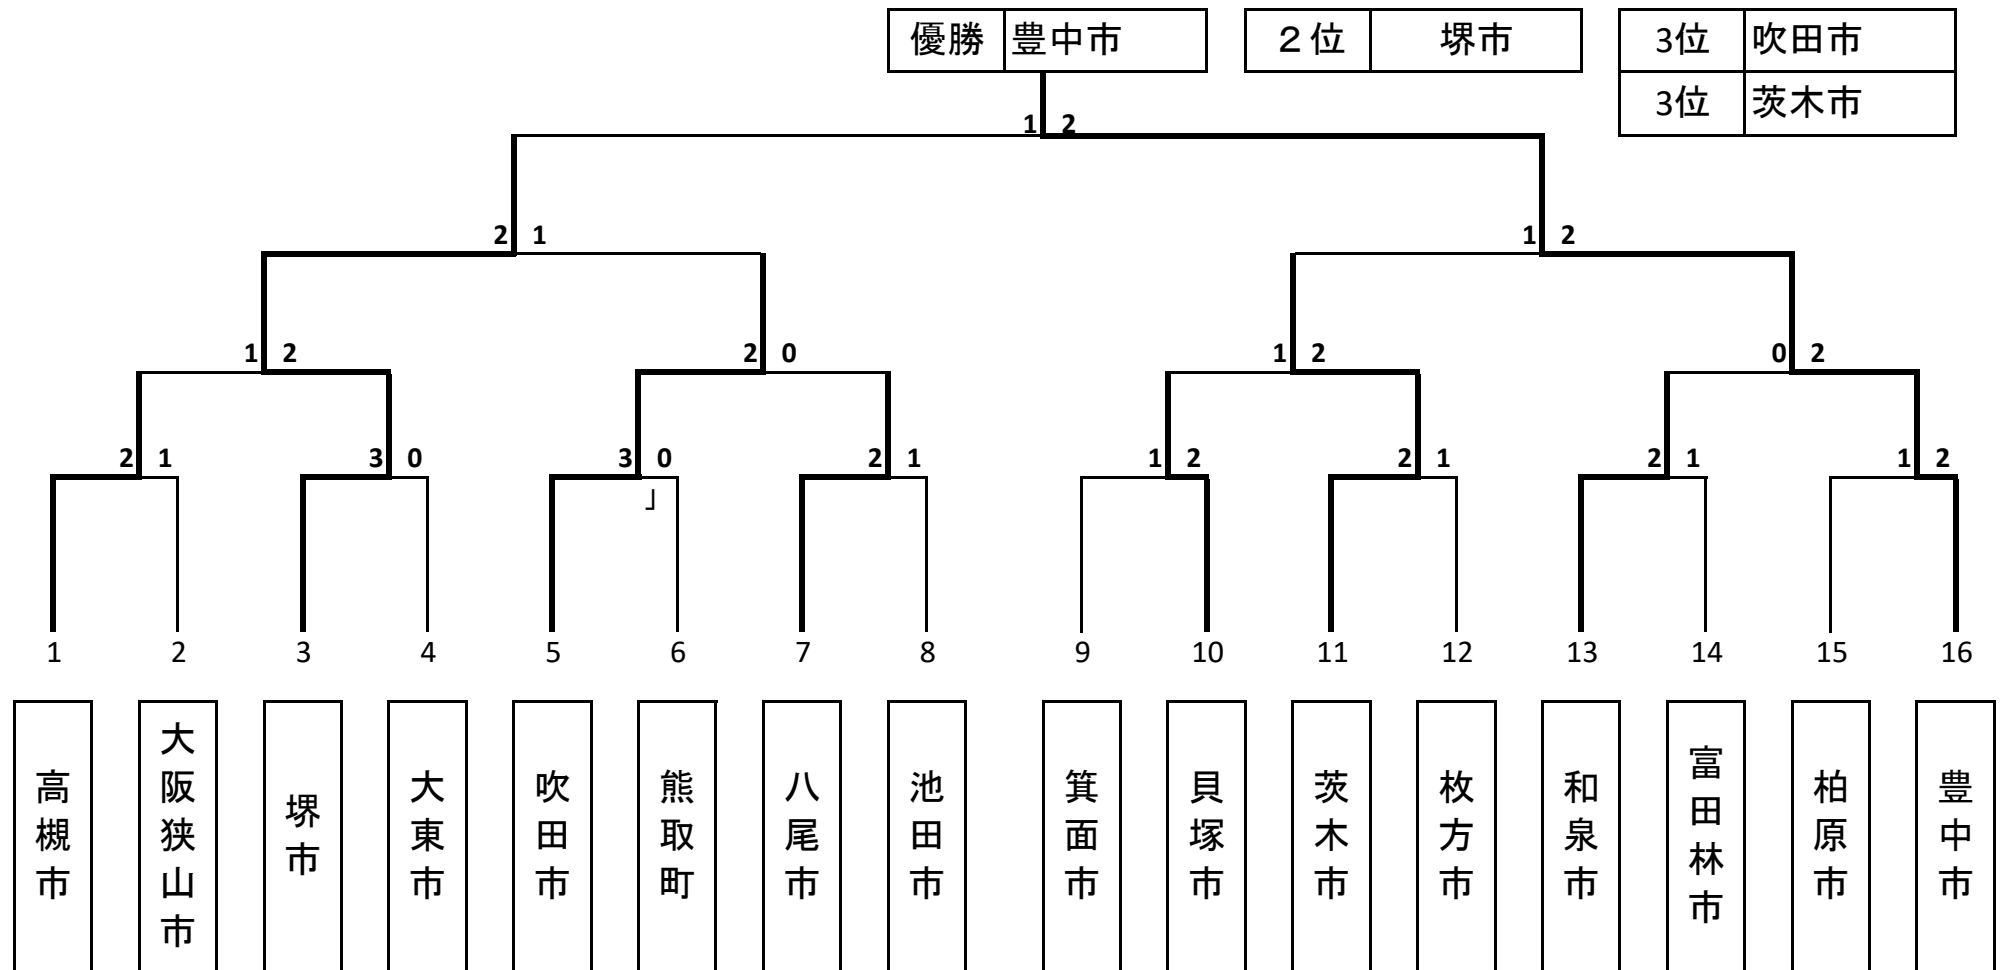 優勝 豊中市 ２位 堺市 3位 吹田市
3位 茨木市
1 2
2 1 1 2
1 2 2 0 1 2 0 2
2 1 3 0 3 0 2 1 1 2 2 1 2 1 1 2
」
1 2 3 4 5 6 7 8 9 10 11 12 13 14 15 16
高槻市
大阪狭山市
堺市
大東市
吹田市
熊取町
八尾市
池田市
箕面市
貝塚市
茨木市
枚方市
和泉市
富田林市
柏原市
豊中市